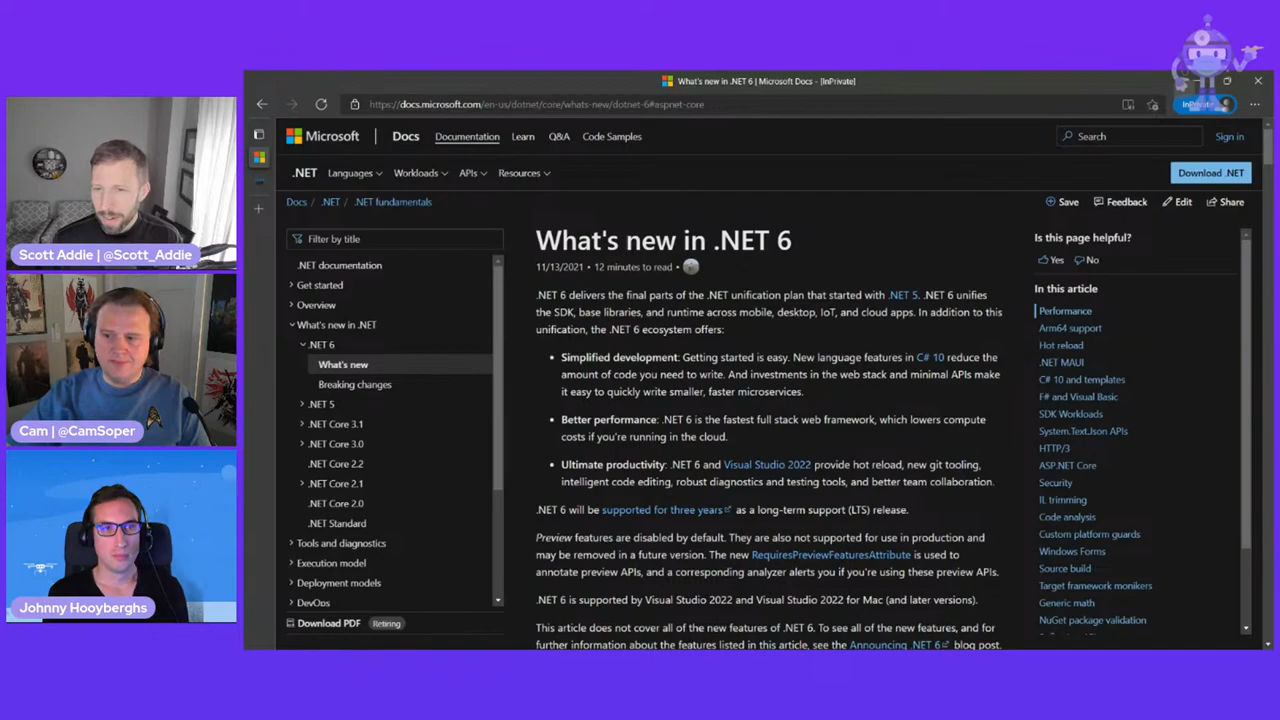 Scott Addie | @Scott_Addie
Cam | @CamSoper
Johnny Hooyberghs
What's new in .NET 6 | Microsoft Docs - [InPrivate]
https://docs.microsoft.com/en-us/dotnet/core/whats-new/dotnet-6#aspnet-core
InPrivate
Microsoft
Docs
Documentation
Learn
Q&A
Code Samples
Search
Sign in
.NET
Languages
Workloads
APIs
Resources
Download .NET
Docs / .NET / .NET fundamentals
Save
Feedback
Edit
Share
Filter by title
.NET documentation
Get started
Overview
What's new in .NET
.NET 6
What's new
Breaking changes
.NET 5
.NET Core 3.1
.NET Core 3.0
.NET Core 2.2
.NET Core 2.1
.NET Core 2.0
.NET Standard
Tools and diagnostics
Execution model
Deployment models
DevOps
Download PDF
Retiring
What's new in .NET 6
11/13/2021 • 12 minutes to read •
.NET 6 delivers the final parts of the .NET unification plan that started with .NET 5. .NET 6 unifies
the SDK, base libraries, and runtime across mobile, desktop, IoT, and cloud apps. In addition to this
unification, the .NET 6 ecosystem offers:
• Simplified development: Getting started is easy. New language features in C# 10 reduce the
amount of code you need to write. And investments in the web stack and minimal APIs make
it easy to quickly write smaller, faster microservices.
• Better performance: .NET 6 is the fastest full stack web framework, which lowers compute
costs if you're running in the cloud.
• Ultimate productivity: .NET 6 and Visual Studio 2022 provide hot reload, new git tooling,
intelligent code editing, robust diagnostics and testing tools, and better team collaboration.
.NET 6 will be supported for three years as a long-term support (LTS) release.
Preview features are disabled by default. They are also not supported for use in production and
may be removed in a future version. The new RequiresPreviewFeaturesAttribute is used to
annotate preview APIs, and a corresponding analyzer alerts you if you're using these preview APIs.
.NET 6 is supported by Visual Studio 2022 and Visual Studio 2022 for Mac (and later versions).
This article does not cover all of the new features of .NET 6. To see all of the new features, and for
further information about the features listed in this article, see the Announcing .NET 6 blog post.
Is this page helpful?
Yes
No
In this article
Performance
Arm64 support
Hot reload
.NET MAUI
C# 10 and templates
F# and Visual Basic
SDK Workloads
System.Text.Json APIs
HTTP/3
ASP.NET Core
Security
IL trimming
Code analysis
Custom platform guards
Windows Forms
Source build
Target framework monikers
Generic math
NuGet package validation